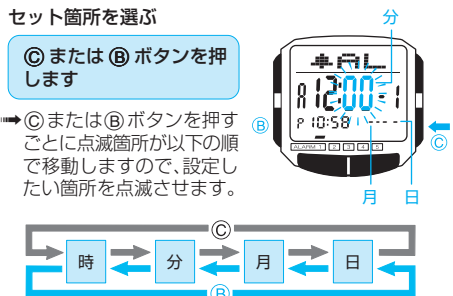 セット箇所を選ぶ
Ⓒ または Ⓑ ボタンを押
します
➟ Ⓒ または Ⓑ ボタンを押す
ごとに点滅箇所が以下の順
で移動しますので、設定し
たい箇所を点滅させます。
分
AL
A 12:00 - 1
P 10:58 -- --
ALARM 1 2 3 4 5
Ⓑ
Ⓒ
月 日
Ⓒ
時 分 月 日
Ⓑ